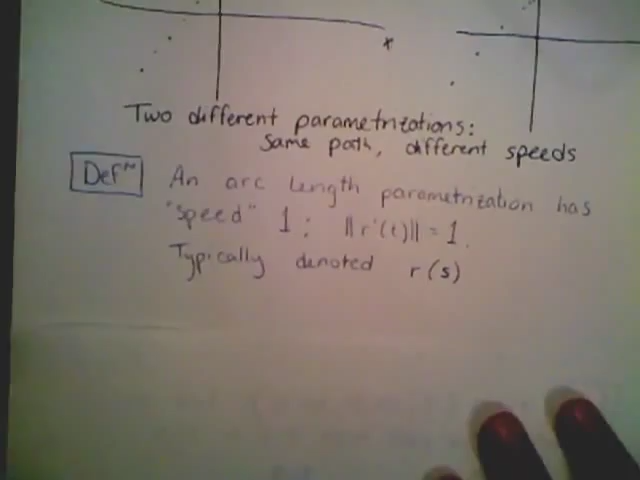 x
Two different parametrizations:
Same path, different speeds
Defⁿ An arc length parametrization has
"speed" 1: ||r'(t)|| = 1.
Typically denoted r(s)